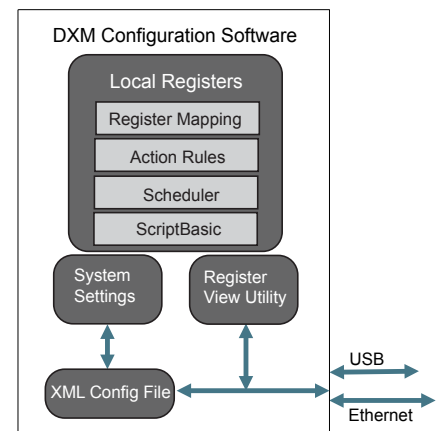 DXM Configuration Software
Local Registers
Register Mapping
Action Rules
Scheduler
ScriptBasic
System
Settings
Register
View Utility
XML Config File
USB
Ethernet